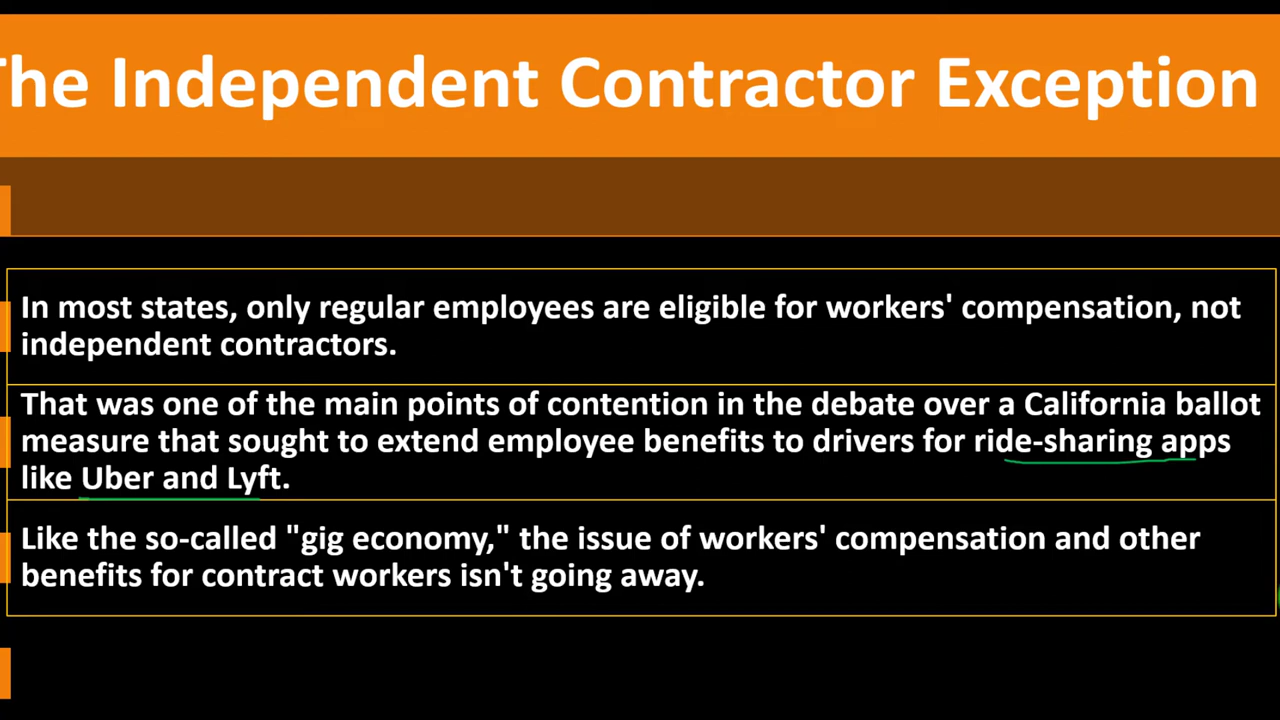 The Independent Contractor Exception
In most states, only regular employees are eligible for workers' compensation, not
independent contractors.
That was one of the main points of contention in the debate over a California ballot
measure that sought to extend employee benefits to drivers for ride-sharing apps
like Uber and Lyft.
Like the so-called "gig economy," the issue of workers' compensation and other
benefits for contract workers isn't going away.